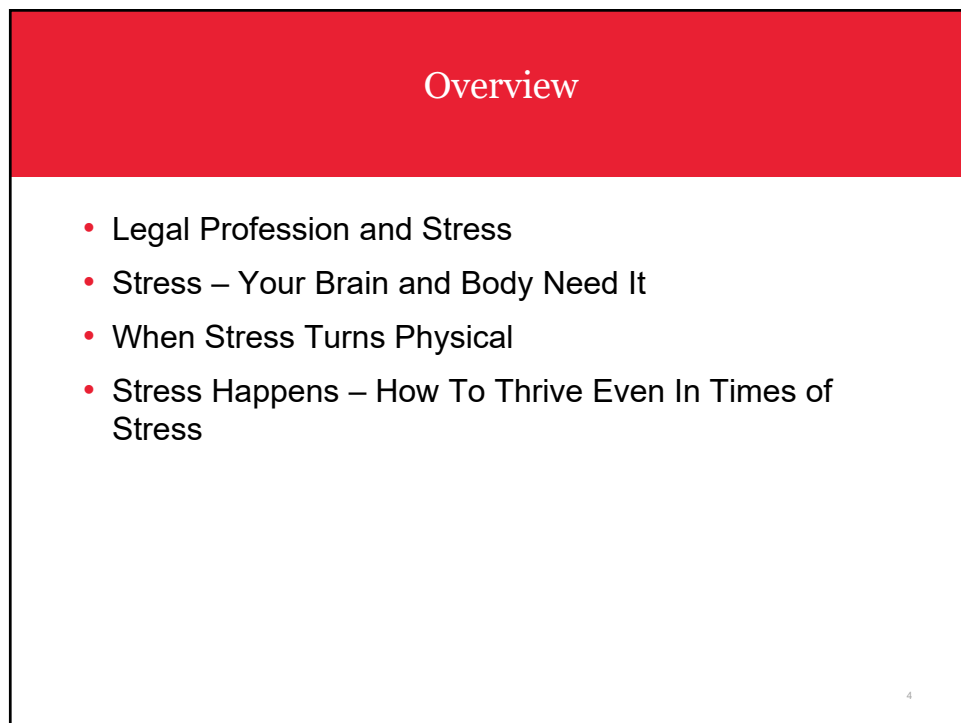 Overview
• Legal Profession and Stress
• Stress – Your Brain and Body Need It
• When Stress Turns Physical
• Stress Happens – How To Thrive Even In Times of
Stress
4